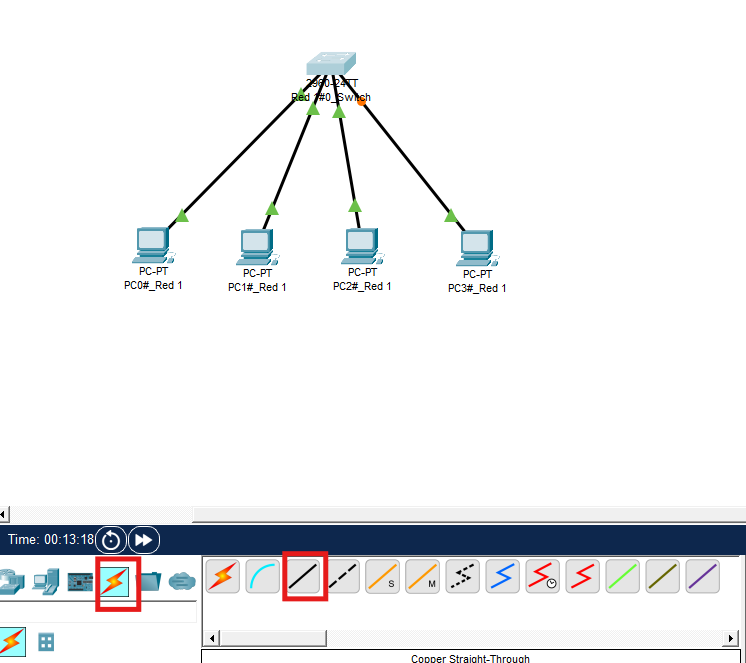 2960-24TT
Red 1#0_Switch
PC-PT
PC0#_Red 1
PC-PT
PC1#_Red 1
PC-PT
PC2#_Red 1
PC-PT
PC3#_Red 1
Time: 00:13:18
S
M
Copper Straight-Through